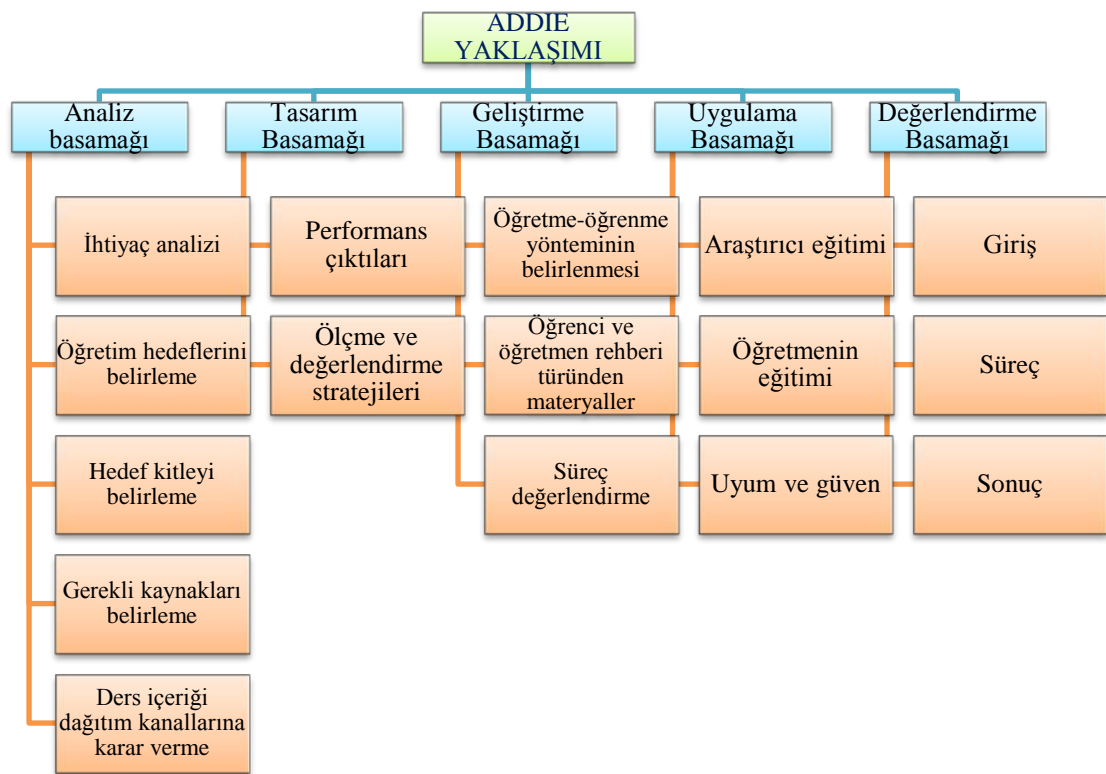 ADDIE
YAKLAŞIMI
Analiz
basamağı
Tasarım
Basamağı
Geliştirme
Basamağı
Uygulama
Basamağı
Değerlendirme
Basamağı
İhtiyaç analizi
Öğretim hedeflerini
belirleme
Hedef kitleyi
belirleme
Gerekli kaynakları
belirleme
Ders içeriği
dağıtım kanallarına
karar verme
Performans
çıktıları
Ölçme ve
değerlendirme
stratejileri
Öğretme-öğrenme
yönteminin
belirlenmesi
Öğrenci ve
öğretmen rehberi
türünden
materyaller
Süreç
değerlendirme
Araştırıcı eğitimi
Öğretmenin
eğitimi
Uyum ve güven
Giriş
Süreç
Sonuç